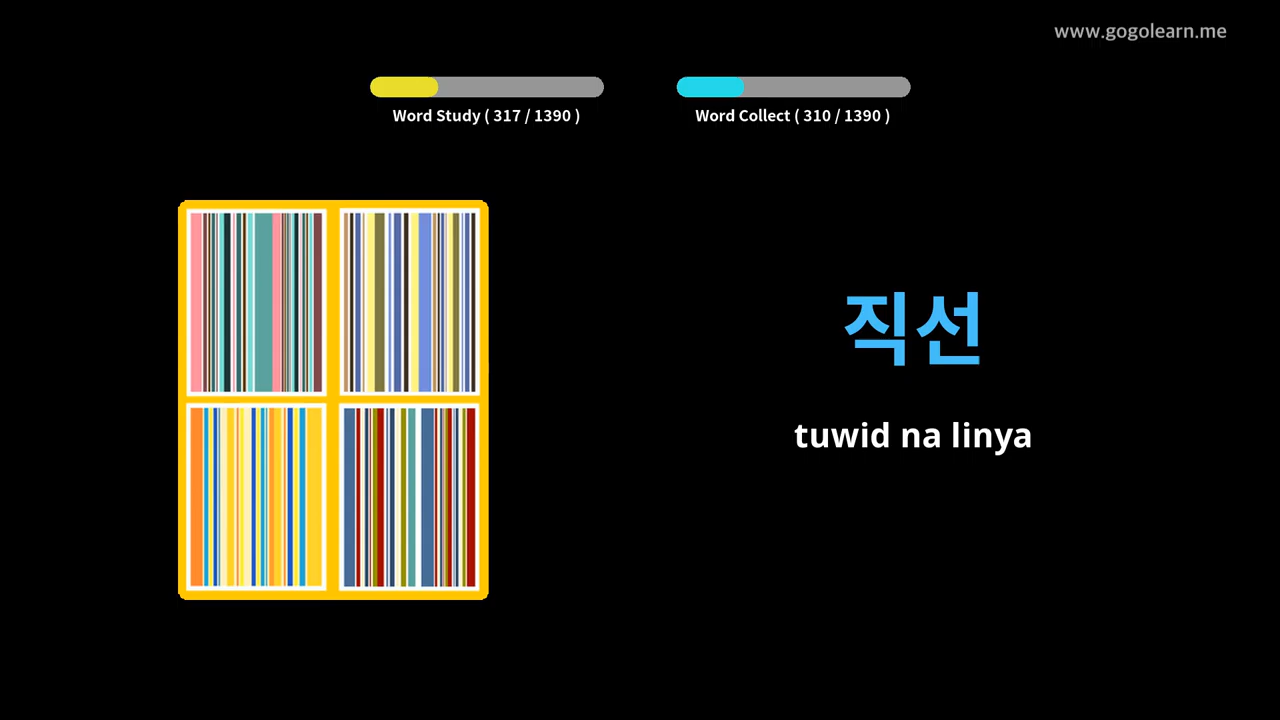 www.gogolearn.me
Word Study ( 317 / 1390 )
Word Collect ( 310 / 1390 )
직선
tuwid na linya